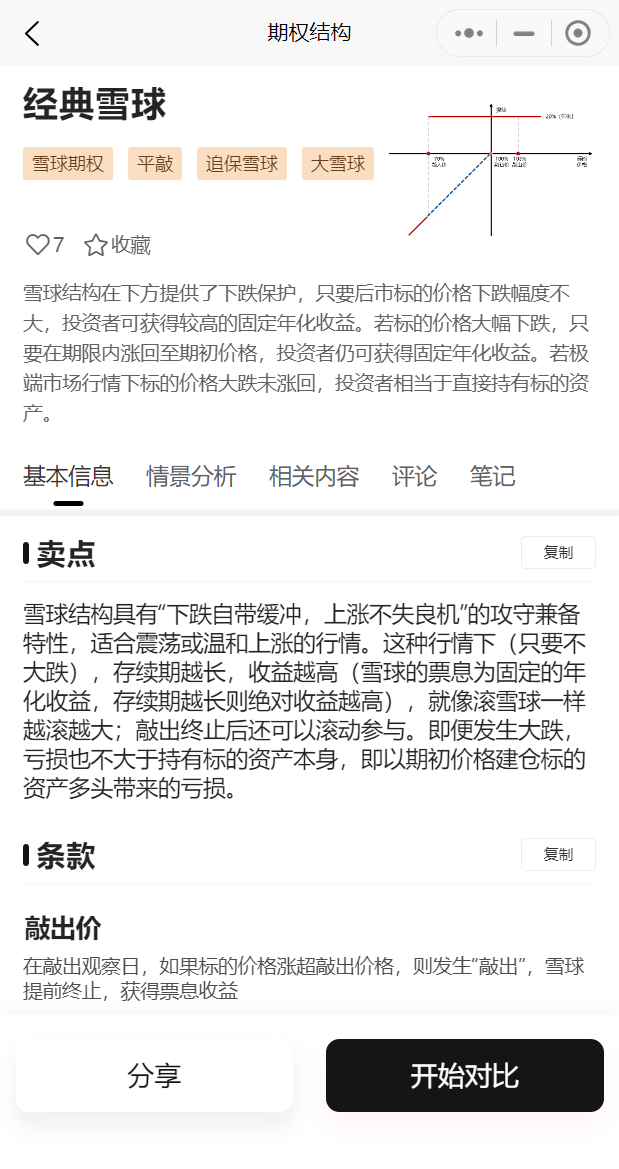 期权结构
经典雪球
雪球期权 平敲 追保雪球 大雪球
损益
20%（年化）
70%
敲入价
100%
期初价
103%
敲出价
标的
价格
7 收藏
雪球结构在下方提供了下跌保护，只要后市标的价格下跌幅度不
大，投资者可获得较高的固定年化收益。若标的价格大幅下跌，只
要在期限内涨回至期初价格，投资者仍可获得固定年化收益。若极
端市场行情下标的价格大跌未涨回，投资者相当于直接持有标的资
产。
基本信息 情景分析 相关内容 评论 笔记
卖点 复制
雪球结构具有“下跌自带缓冲，上涨不失良机”的攻守兼备
特性，适合震荡或温和上涨的行情。这种行情下（只要不
大跌），存续期越长，收益越高（雪球的票息为固定的年
化收益，存续期越长则绝对收益越高），就像滚雪球一样
越滚越大；敲出终止后还可以滚动参与。即便发生大跌，
亏损也不大于持有标的资产本身，即以期初价格建仓标的
资产多头带来的亏损。
条款 复制
敲出价
在敲出观察日，如果标的价格涨超敲出价格，则发生“敲出”，雪球
提前终止，获得票息收益
分享 开始对比